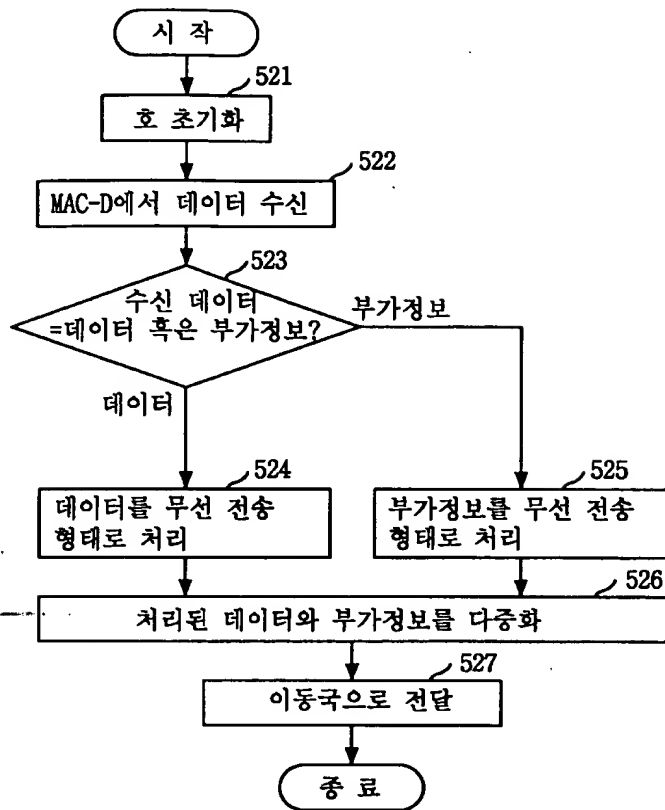 시 작
521
호 초기화
522
MAC-D에서 데이터 수신
523
수신 데이터
=데이터 혹은 부가정보?
부가정보
데이터
524
데이터를 무선 전송
형태로 처리
525
부가정보를 무선 전송
형태로 처리
526
처리된 데이터와 부가정보를 다중화
527
이동국으로 전달
종 료